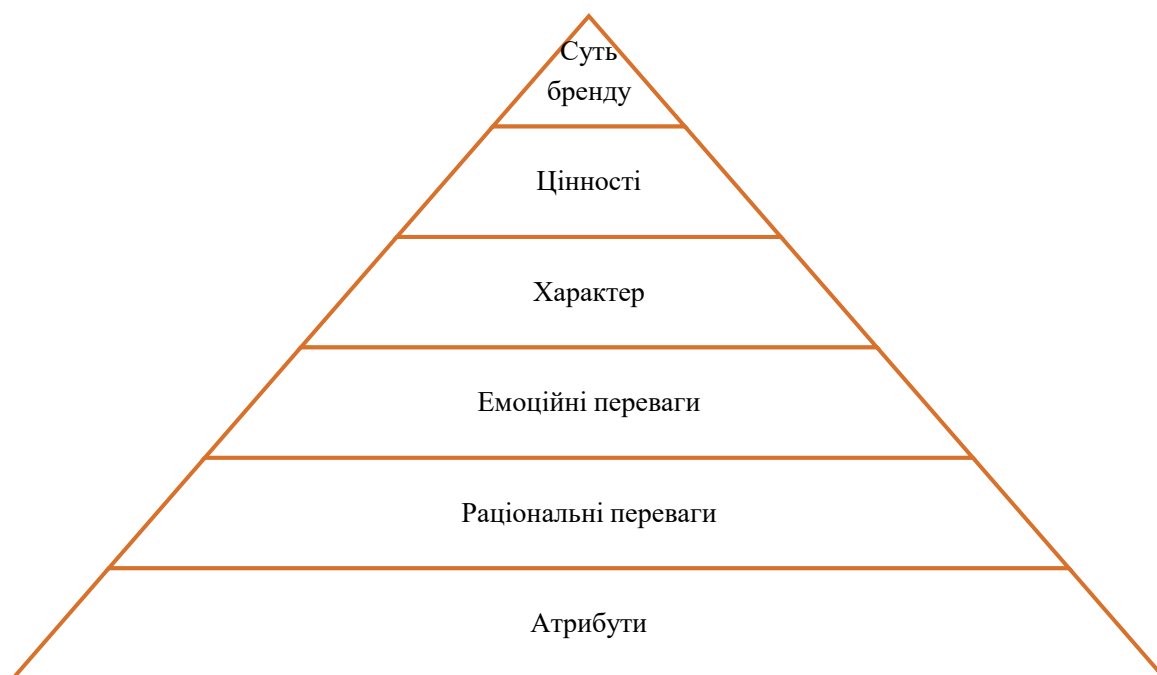 Суть
бренду
Цінності
Характер
Емоційні переваги
Раціональні переваги
Атрибути